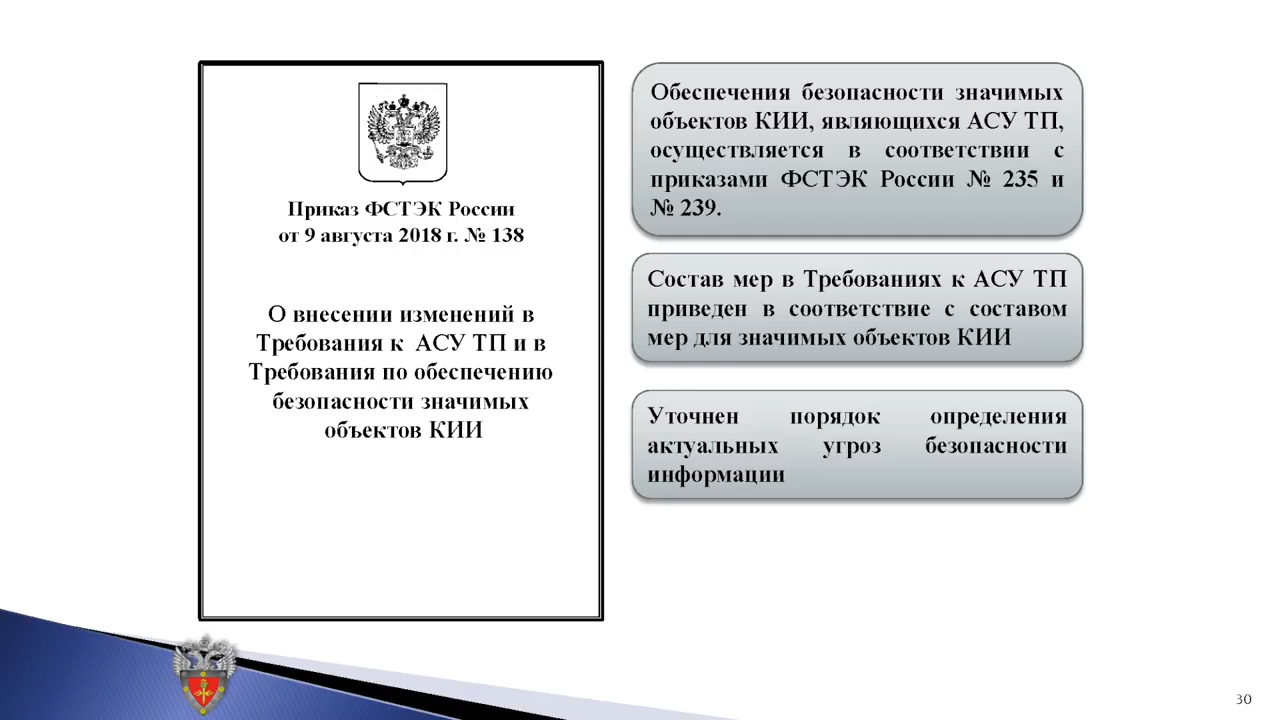 Приказ ФСТЭК России
от 9 августа 2018 г. № 138
О внесении изменений в
Требования к АСУ ТП и в
Требования по обеспечению
безопасности значимых
объектов КИИ
Обеспечения безопасности значимых
объектов КИИ, являющихся АСУ ТП,
осуществляется в соответствии с
приказами ФСТЭК России № 235 и
№ 239.
Состав мер в Требованиях к АСУ ТП
приведен в соответствие с составом
мер для значимых объектов КИИ
Уточнен порядок определения
актуальных угроз безопасности
информации
30